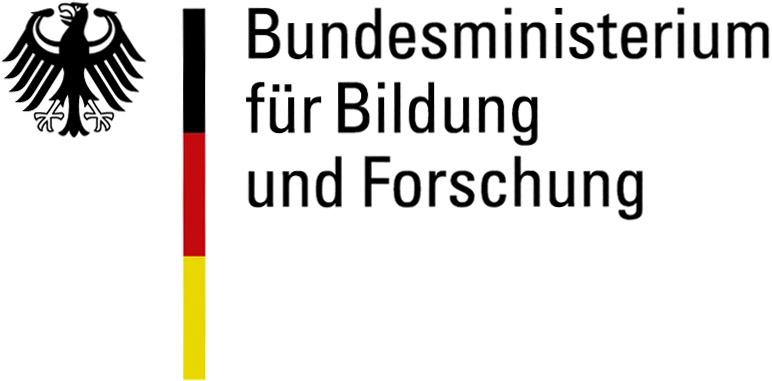 Bundesministerium
für Bildung
und Forschung